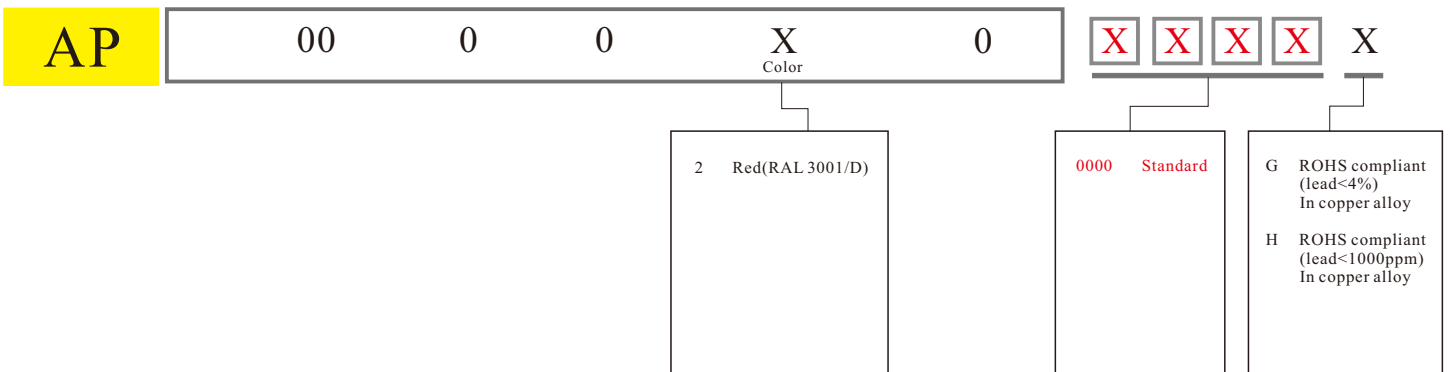 AP 00 0 0 X 0 X X X X X
Color
2 Red(RAL 3001/D)
0000 Standard
G ROHS compliant
(lead<4%)
In copper alloy
H ROHS compliant
(lead<1000ppm)
In copper alloy